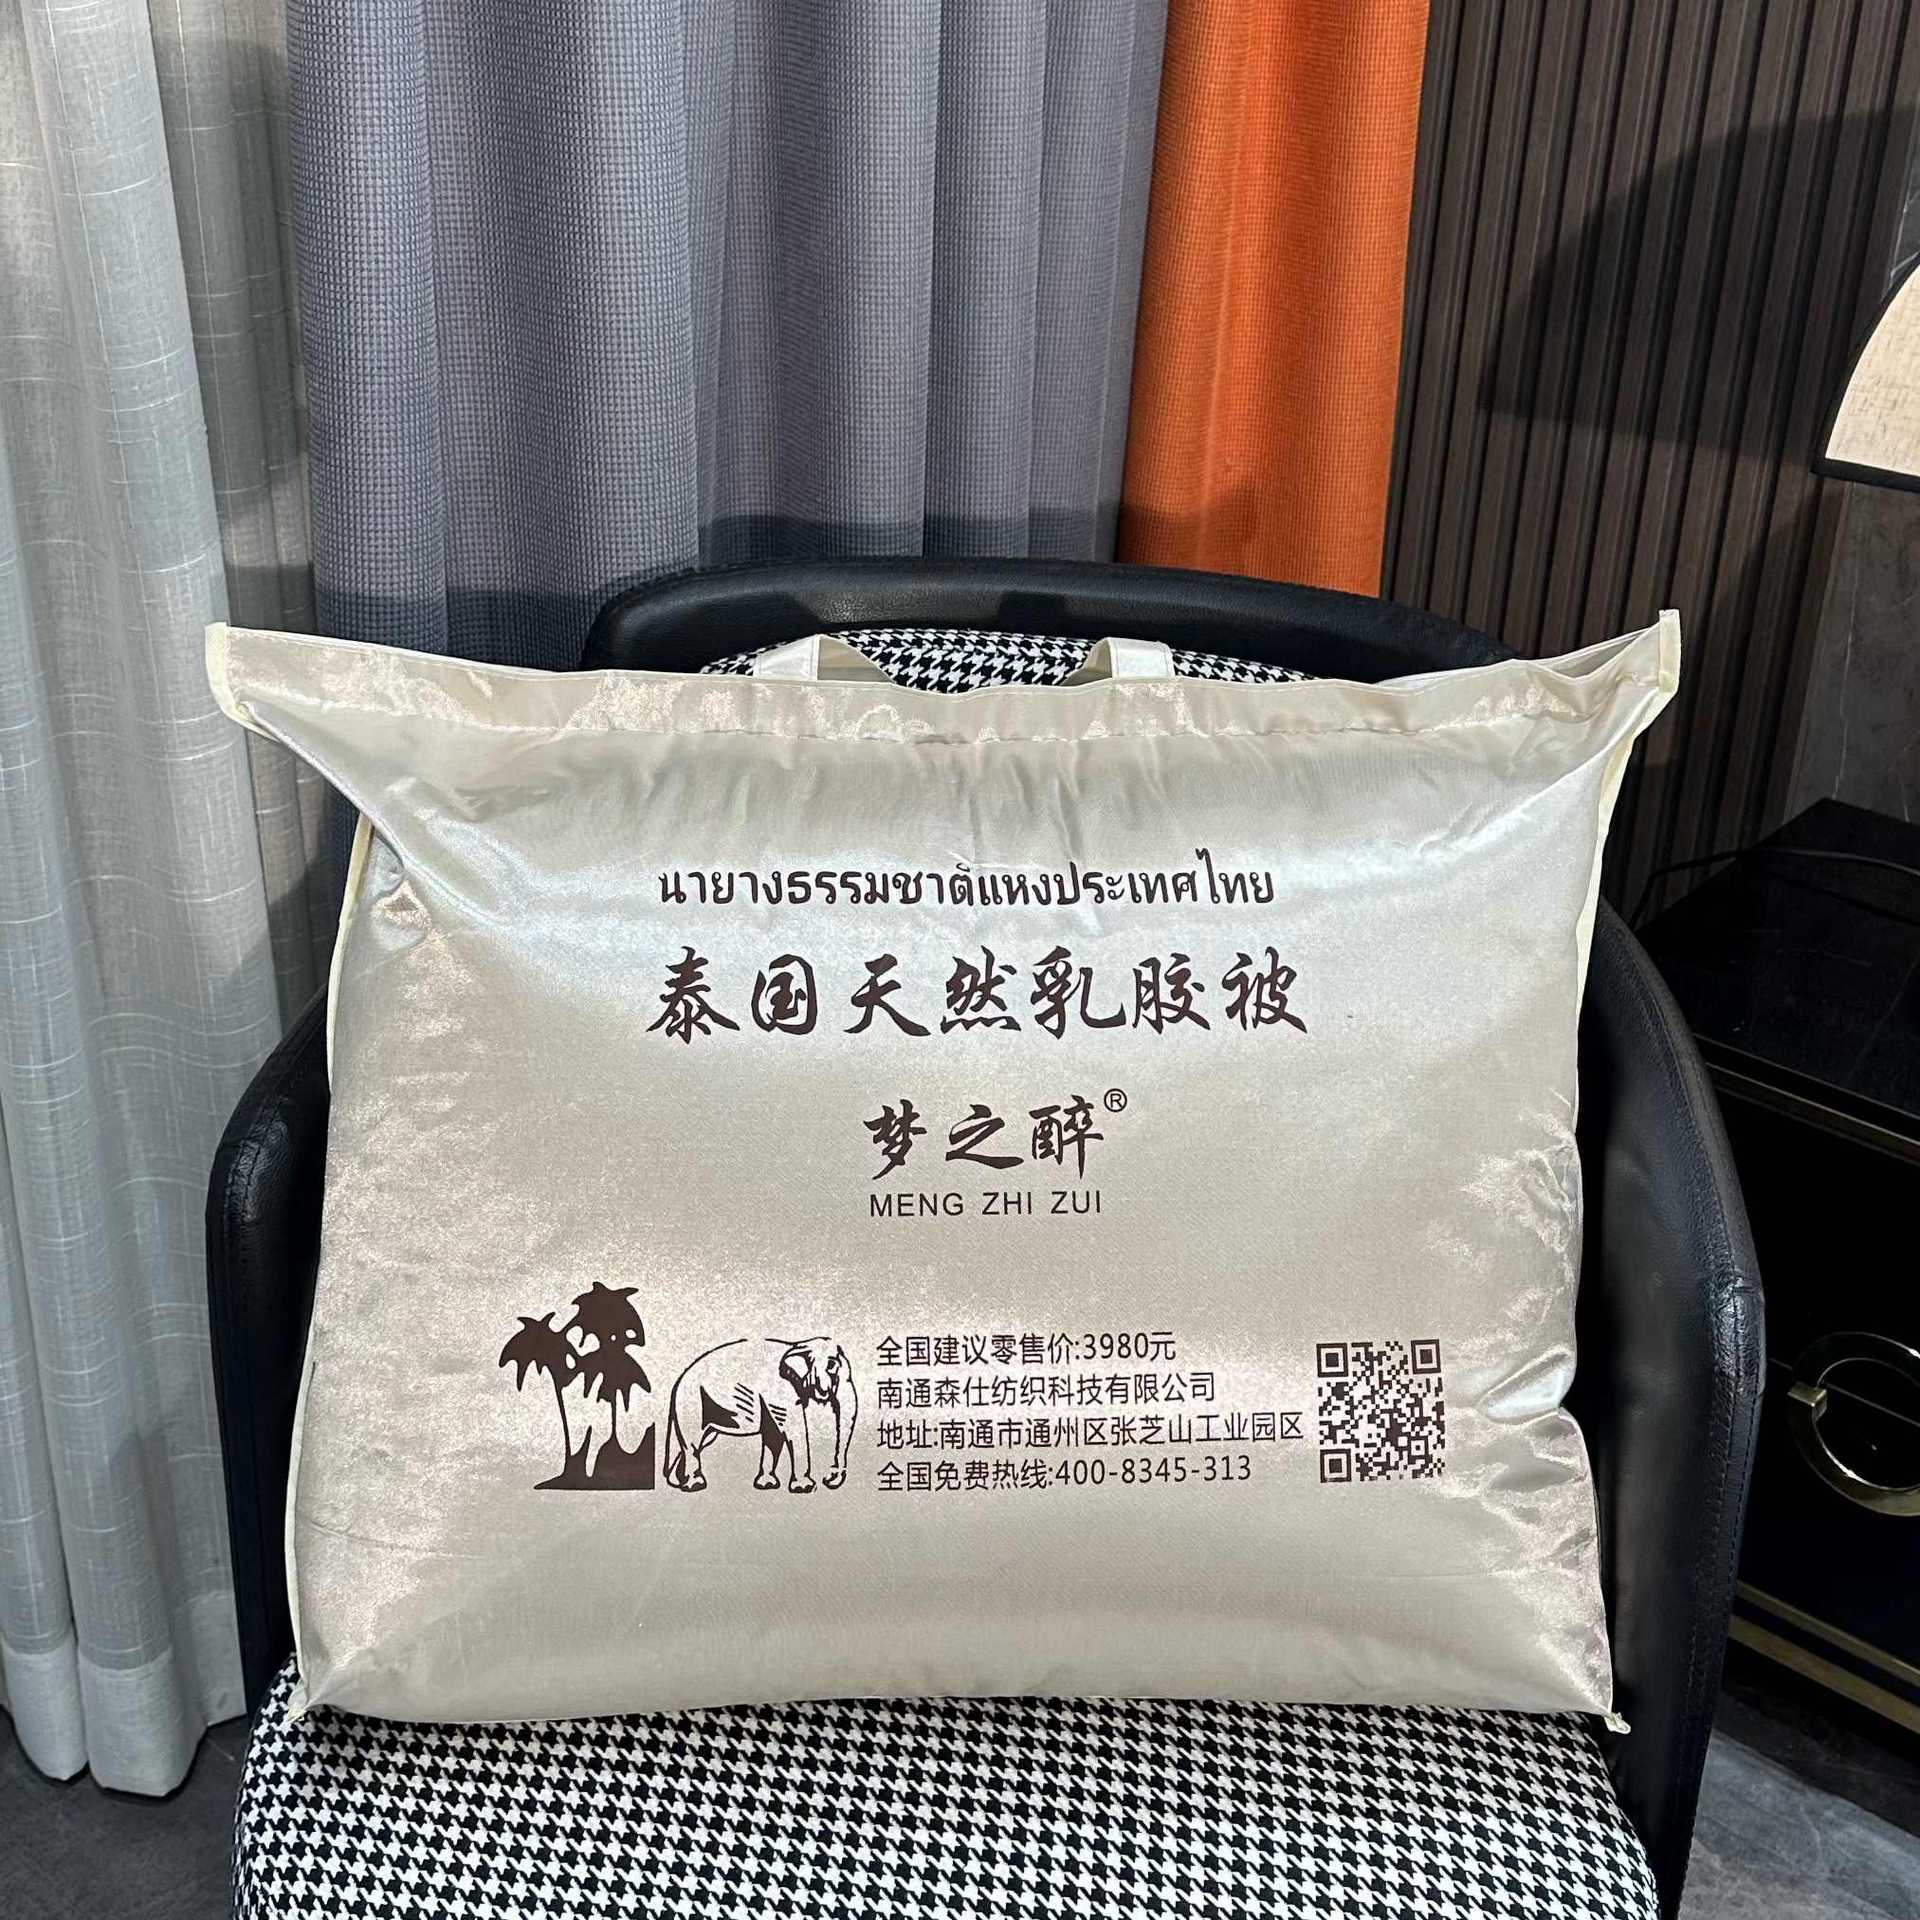 นายางธรรมชาติแหงประเทศไทย
泰国天然乳胶被
梦之醉®
MENG ZHI ZUI
全国建议零售价:3980元
南通森仕纺织科技有限公司
地址:南通市通州区张芝山工业园区
全国免费热线:400-8345-313